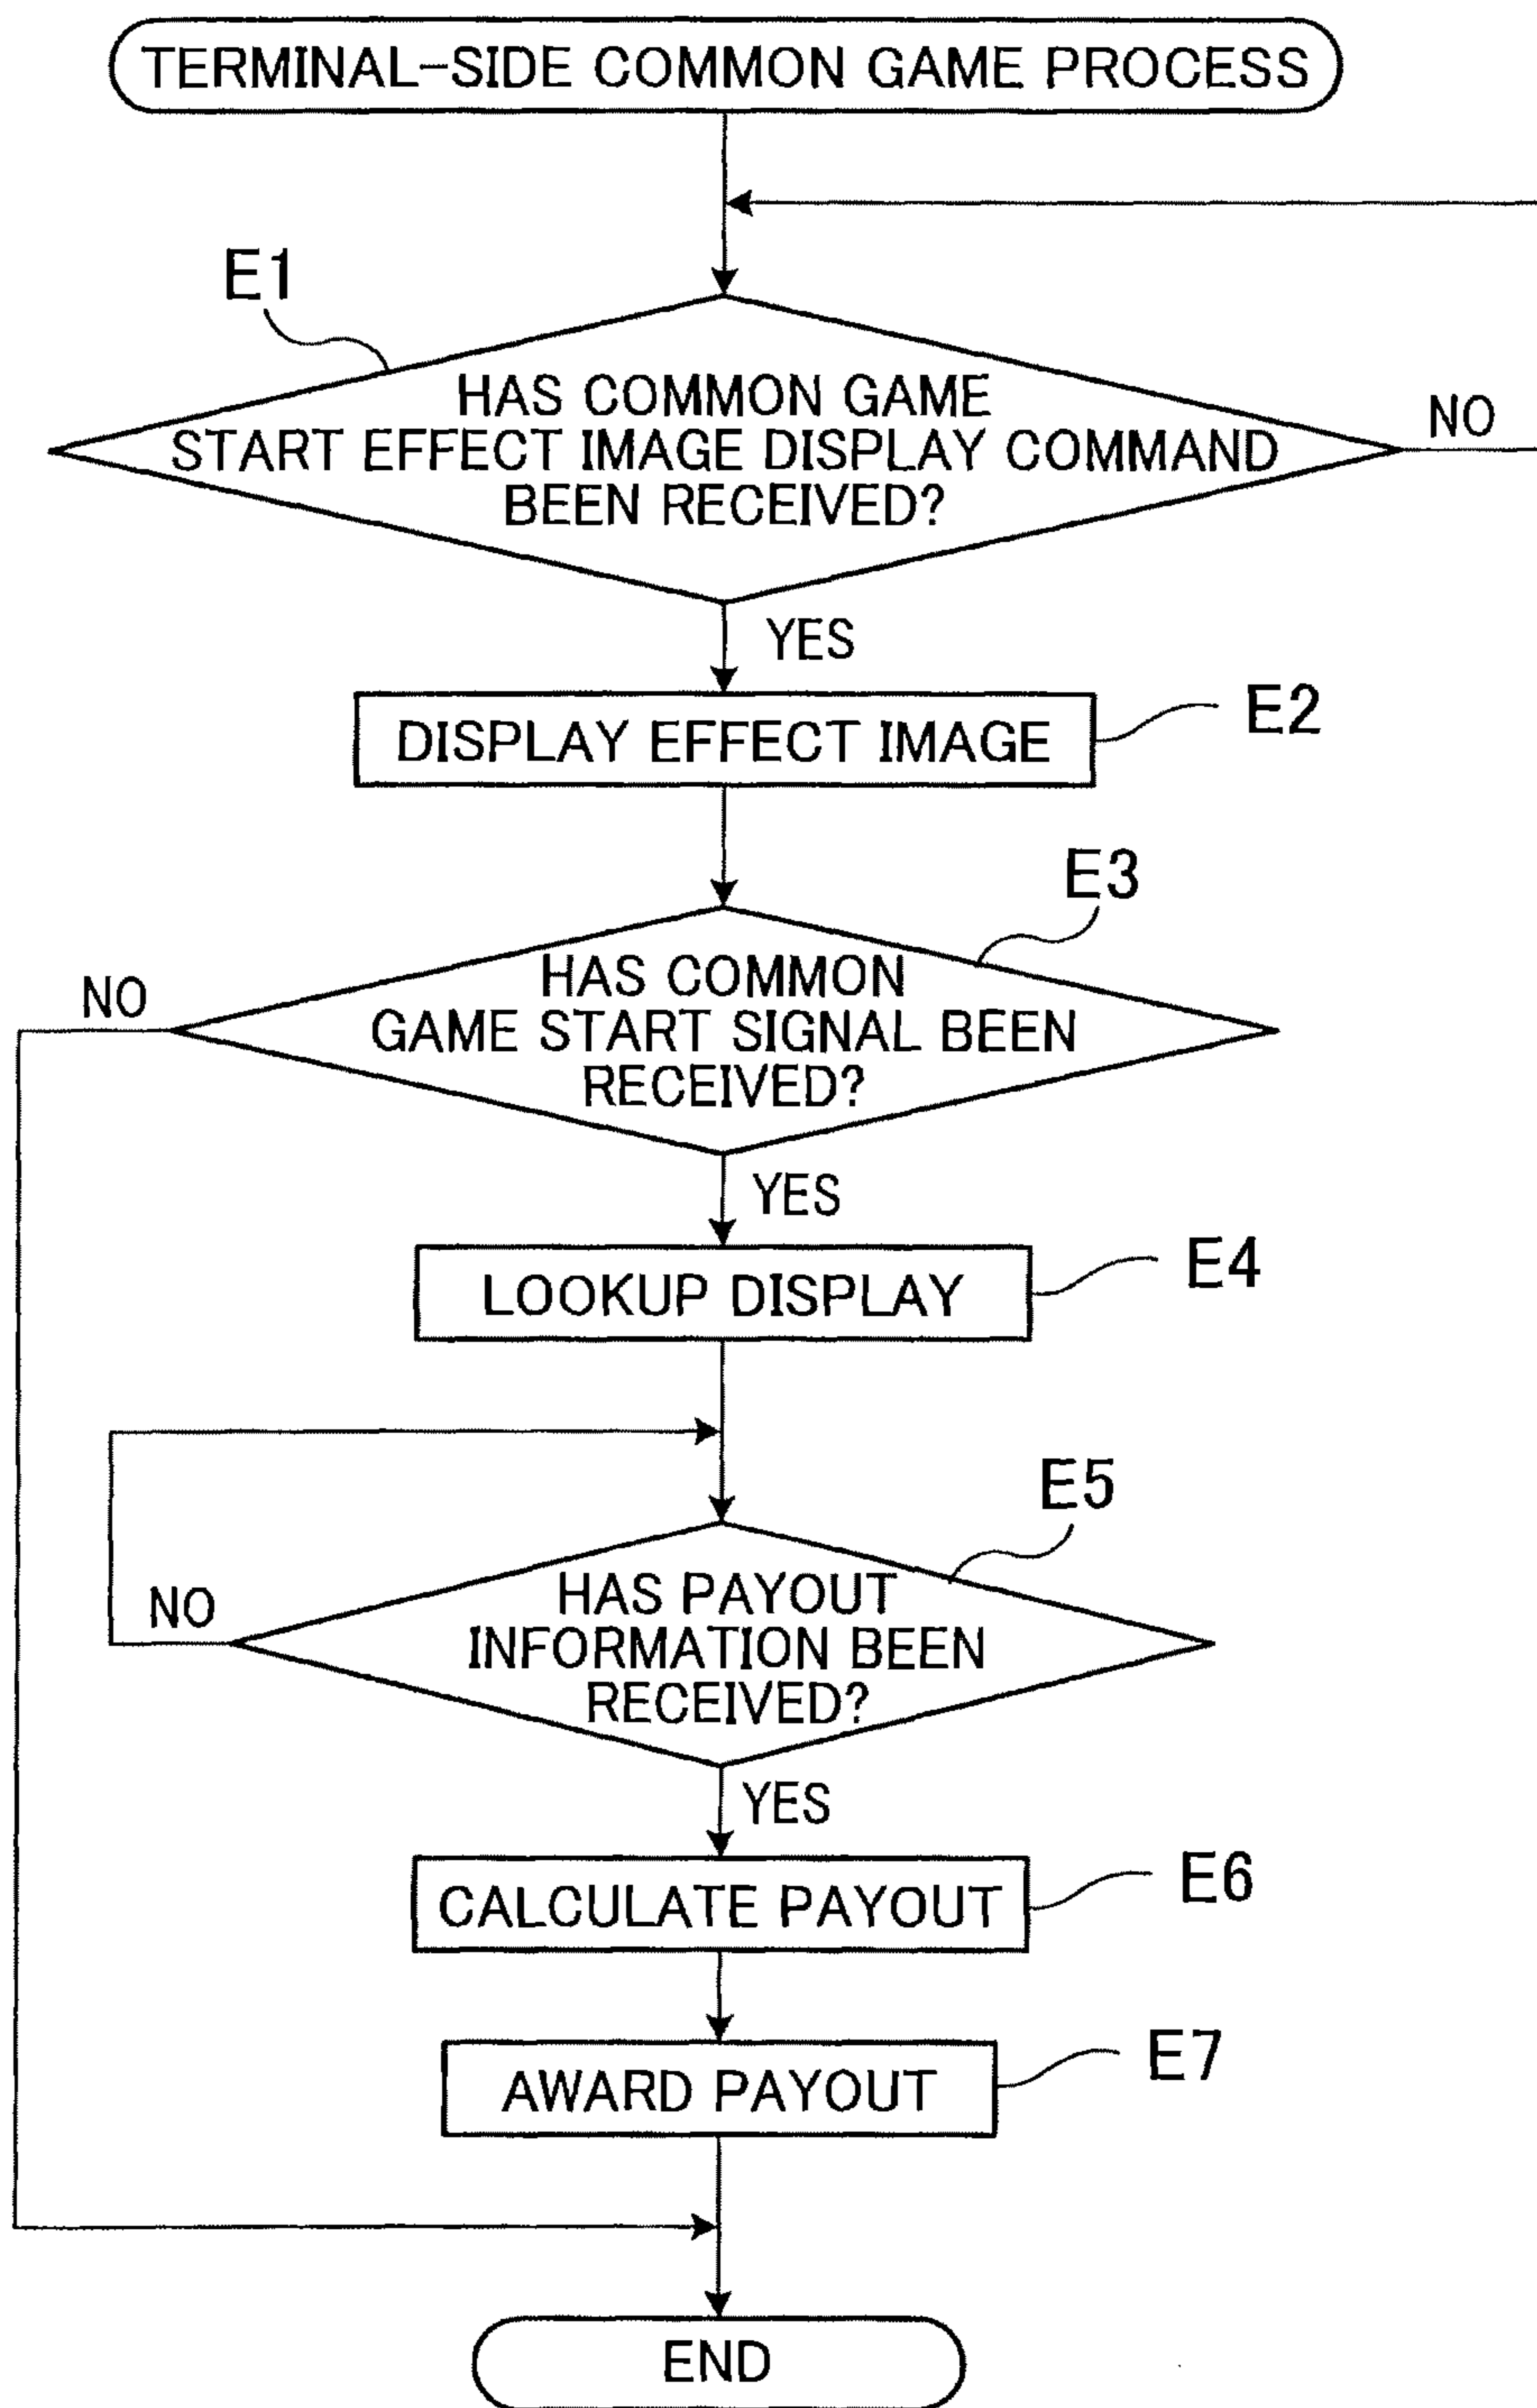 TERMINAL-SIDE COMMON GAME PROCESS
E1
HAS COMMON GAME
START EFFECT IMAGE DISPLAY COMMAND
BEEN RECEIVED?
NO
YES
DISPLAY EFFECT IMAGE
E2
E3
HAS COMMON
GAME START SIGNAL BEEN
RECEIVED?
NO
YES
LOOKUP DISPLAY
E4
E5
HAS PAYOUT
INFORMATION BEEN
RECEIVED?
NO
YES
CALCULATE PAYOUT
E6
AWARD PAYOUT
E7
END